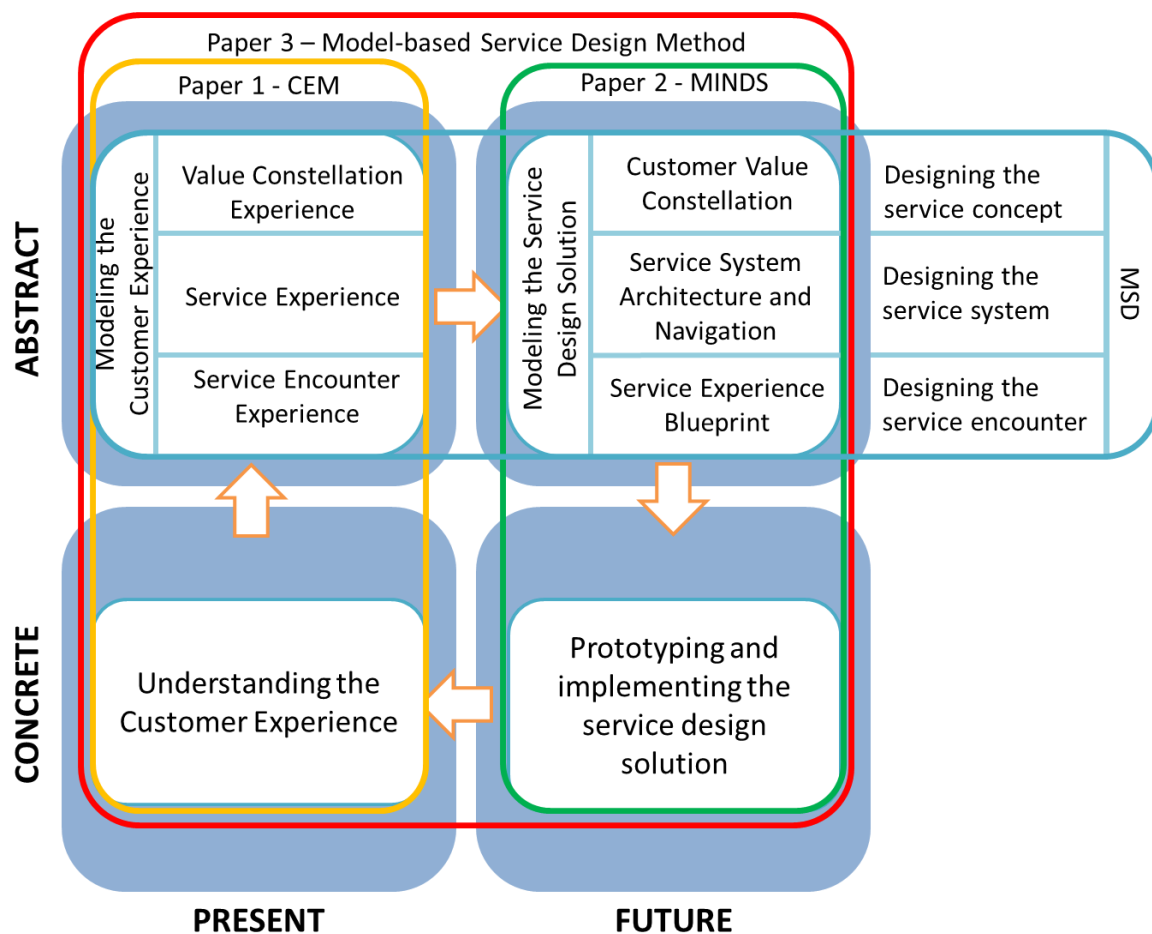 Paper 3 – Model-based Service Design Method
Paper 1 - CEM
Paper 2 - MINDS
ABSTRACT
Modeling the
Customer Experience
Value Constellation
Experience
Service Experience
Service Encounter
Experience
Modeling the Service
Design Solution
Customer Value
Constellation
Service System
Architecture and
Navigation
Service Experience
Blueprint
Designing the
service concept
Designing the
service system
Designing the
service encounter
MSD
CONCRETE
Understanding the
Customer Experience
Prototyping and
implementing the
service design
solution
PRESENT
FUTURE